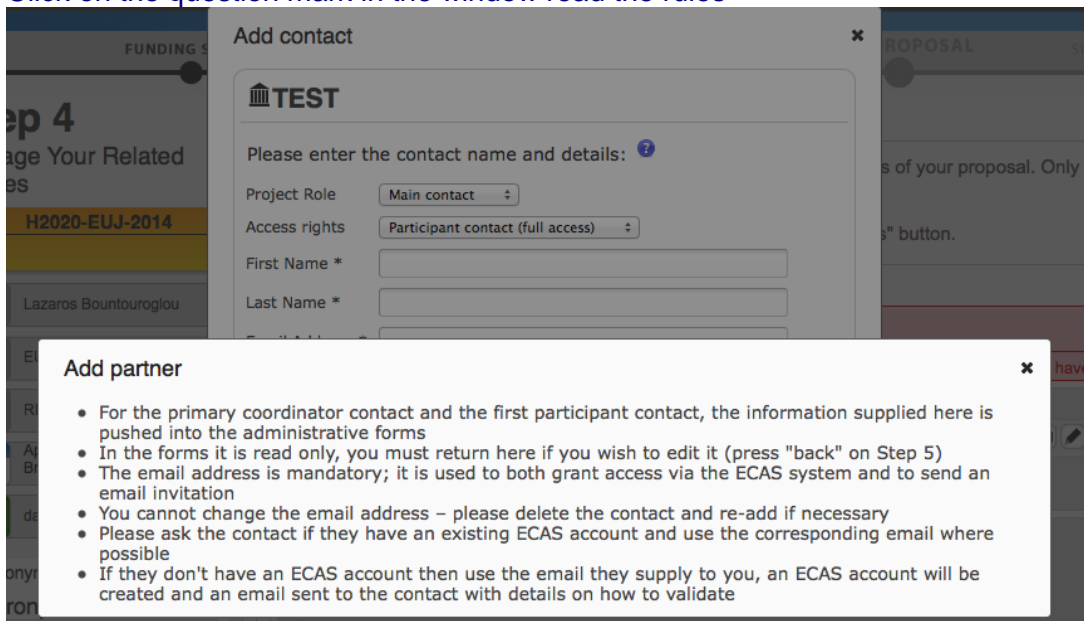 Click on the question mark in the window read the rules
FUNDING S
Add contact
ROPOSAL
TEST
ep 4
age Your Related
es
Please enter the contact name and details:
s of your proposal. Only
Project Role
Main contact
H2020-EUJ-2014
Access rights
Participant contact (full access)
s" button.
First Name *
Lazaros Bountouroglou
Last Name *
Add partner
have
• For the primary coordinator contact and the first participant contact, the information supplied here is
pushed into the administrative forms
• In the forms it is read only, you must return here if you wish to edit it (press "back" on Step 5)
• The email address is mandatory; it is used to both grant access via the ECAS system and to send an
email invitation
• You cannot change the email address – please delete the contact and re-add if necessary
• Please ask the contact if they have an existing ECAS account and use the corresponding email where
possible
• If they don't have an ECAS account then use the email they supply to you, an ECAS account will be
created and an email sent to the contact with details on how to validate